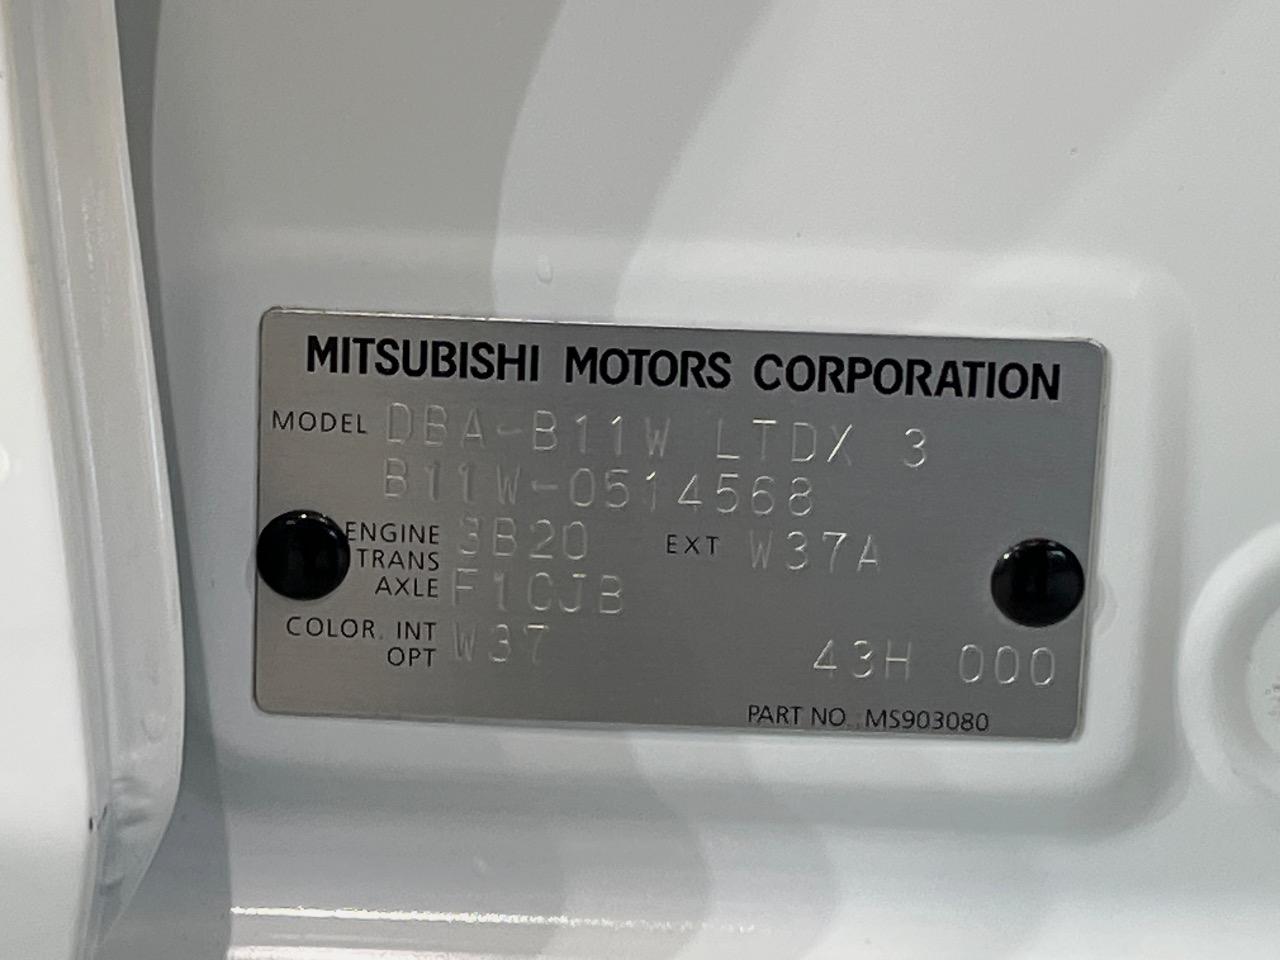 MITSUBISHI MOTORS CORPORATION
MODEL DBA-B11W LTDX 3
B11W-0514568
ENGINE 3B20 EXT W37A
TRANS
AXLE F1CJB
COLOR. INT W37
OPT 43H 000
PART NO. MS903080